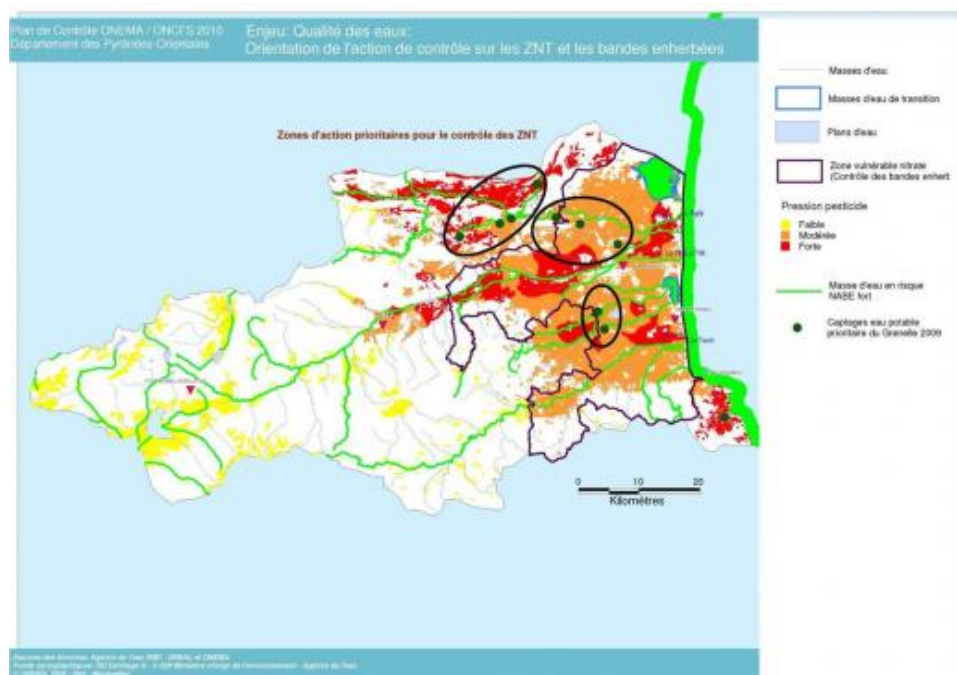 Plan de Contrôle ONEMA / ONCFS 2010
Département des Pyrénées Orientales
Enjeu: Qualité des eaux:
Orientation de l'action de contrôle sur les ZNT et les bandes enherbées
Zones d'action prioritaires pour le contrôle des ZNT
Masses d'eau
Masses d'eau de transition
Plans d'eau
Zone vulnérable nitrate
(Contrôle des bandes enherb
Pression pesticide
Faible
Modérée
Forte
Masse d'eau en risque
NABE fort
Captages eau potable
prioritaire du Grenelle 2009
0 10 20
Kilomètres